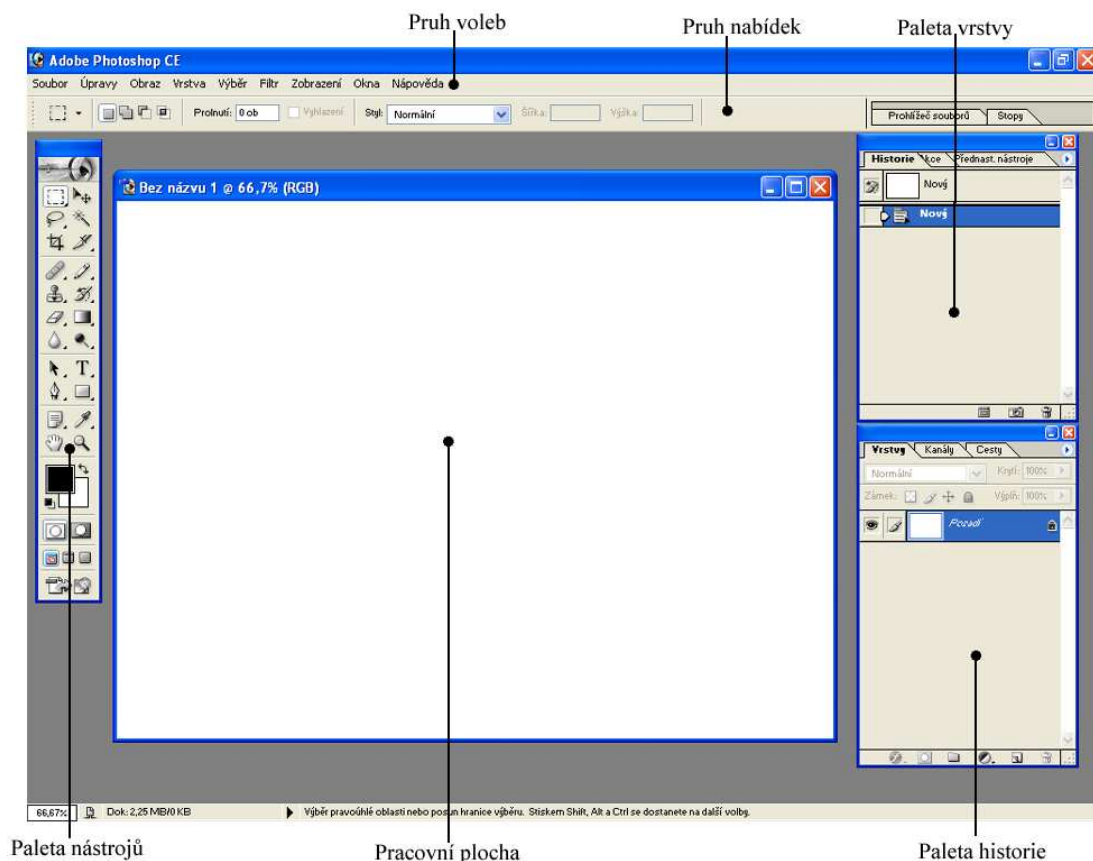 Pruh voleb
Pruh nabídek
Paleta vrstvy
Adobe Photoshop CE
Soubor Úpravy Obraz Vrstva Výběr Filtr Zobrazení Okna Nápověda
Prolnutí: 0 ob Vyhlazení Styl: Normální Šířka: Výška:
Prohlížeč souborů Stopy
Historie kce Přednast. nástroje
Nový
Nový
Bez názvu 1 @ 66,7% (RGB)
T
Vrstvy Kanály Cesty
Normální Krytí: 100%
Zámek: Výplň: 100%
Pozadí
66,67% Dok: 2,25 MB/0 KB Výběr pravoúhlé oblasti nebo posun hranice výběru. Stiskem Shift, Alt a Ctrl se dostanete na další volby.
Paleta nástrojů
Pracovní plocha
Paleta historie